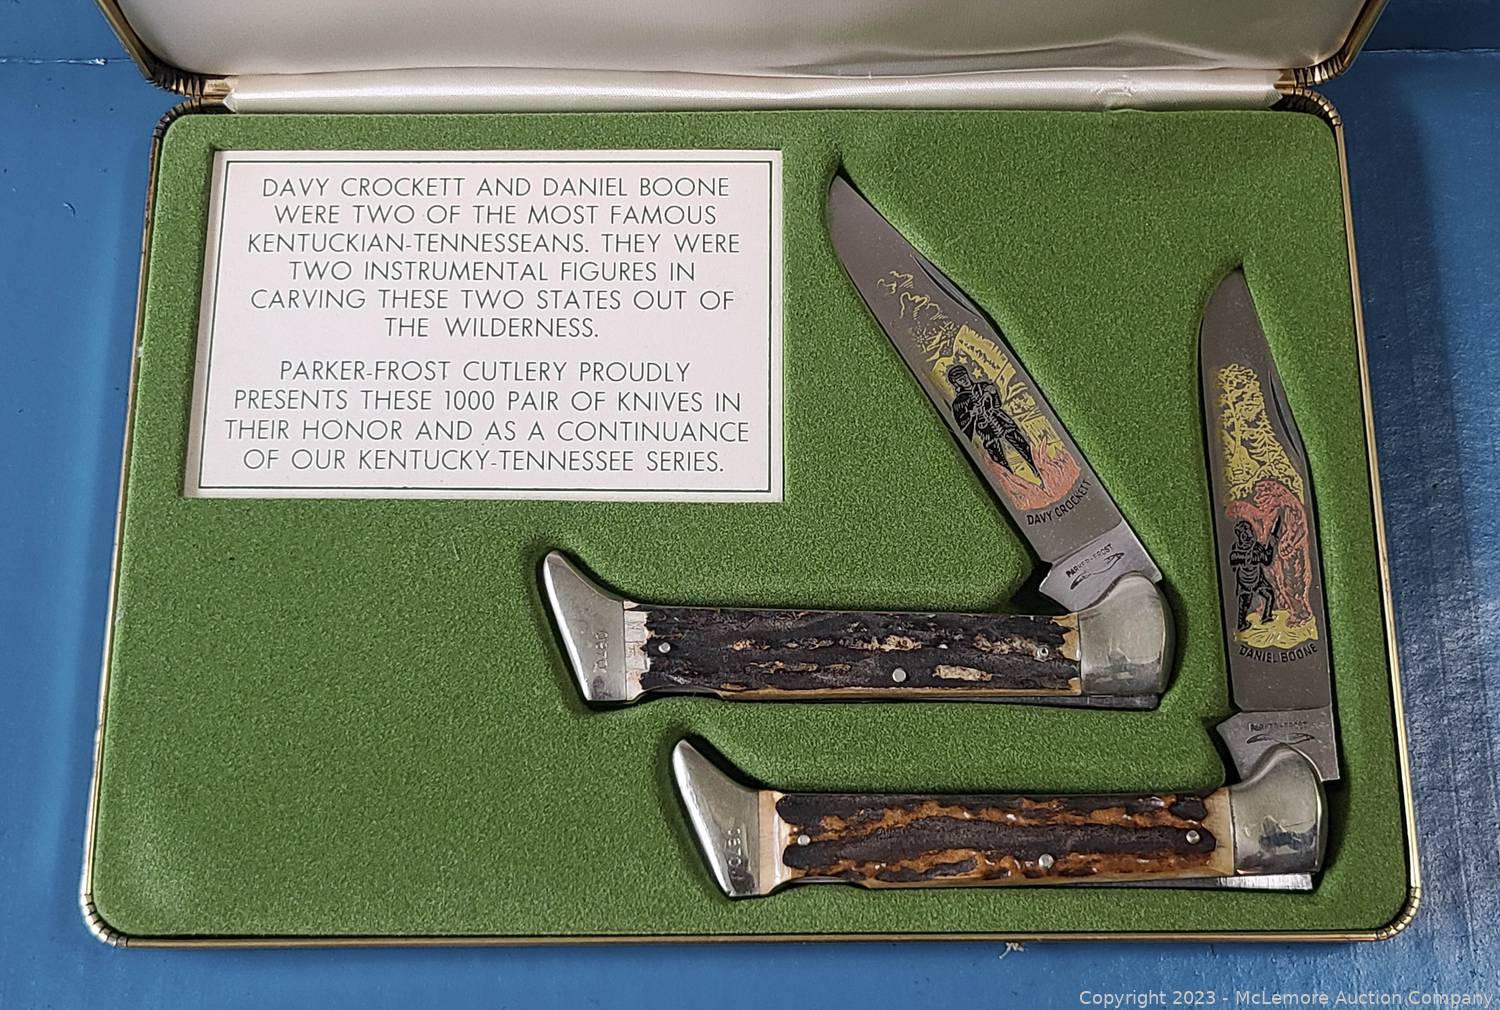 DAVY CROCKETT AND DANIEL BOONE
WERE TWO OF THE MOST FAMOUS
KENTUCKIAN-TENNESSEANS. THEY WERE
TWO INSTRUMENTAL FIGURES IN
CARVING THESE TWO STATES OUT OF
THE WILDERNESS.
PARKER-FROST CUTLERY PROUDLY
PRESENTS THESE 1000 PAIR OF KNIVES IN
THEIR HONOR AND AS A CONTINUANCE
OF OUR KENTUCKY-TENNESSEE SERIES.
DAVY CROCKETT
PARKER-FROST
DANIEL BOONE
PARKER-FROST
Copyright 2023 - McLemore Auction Company